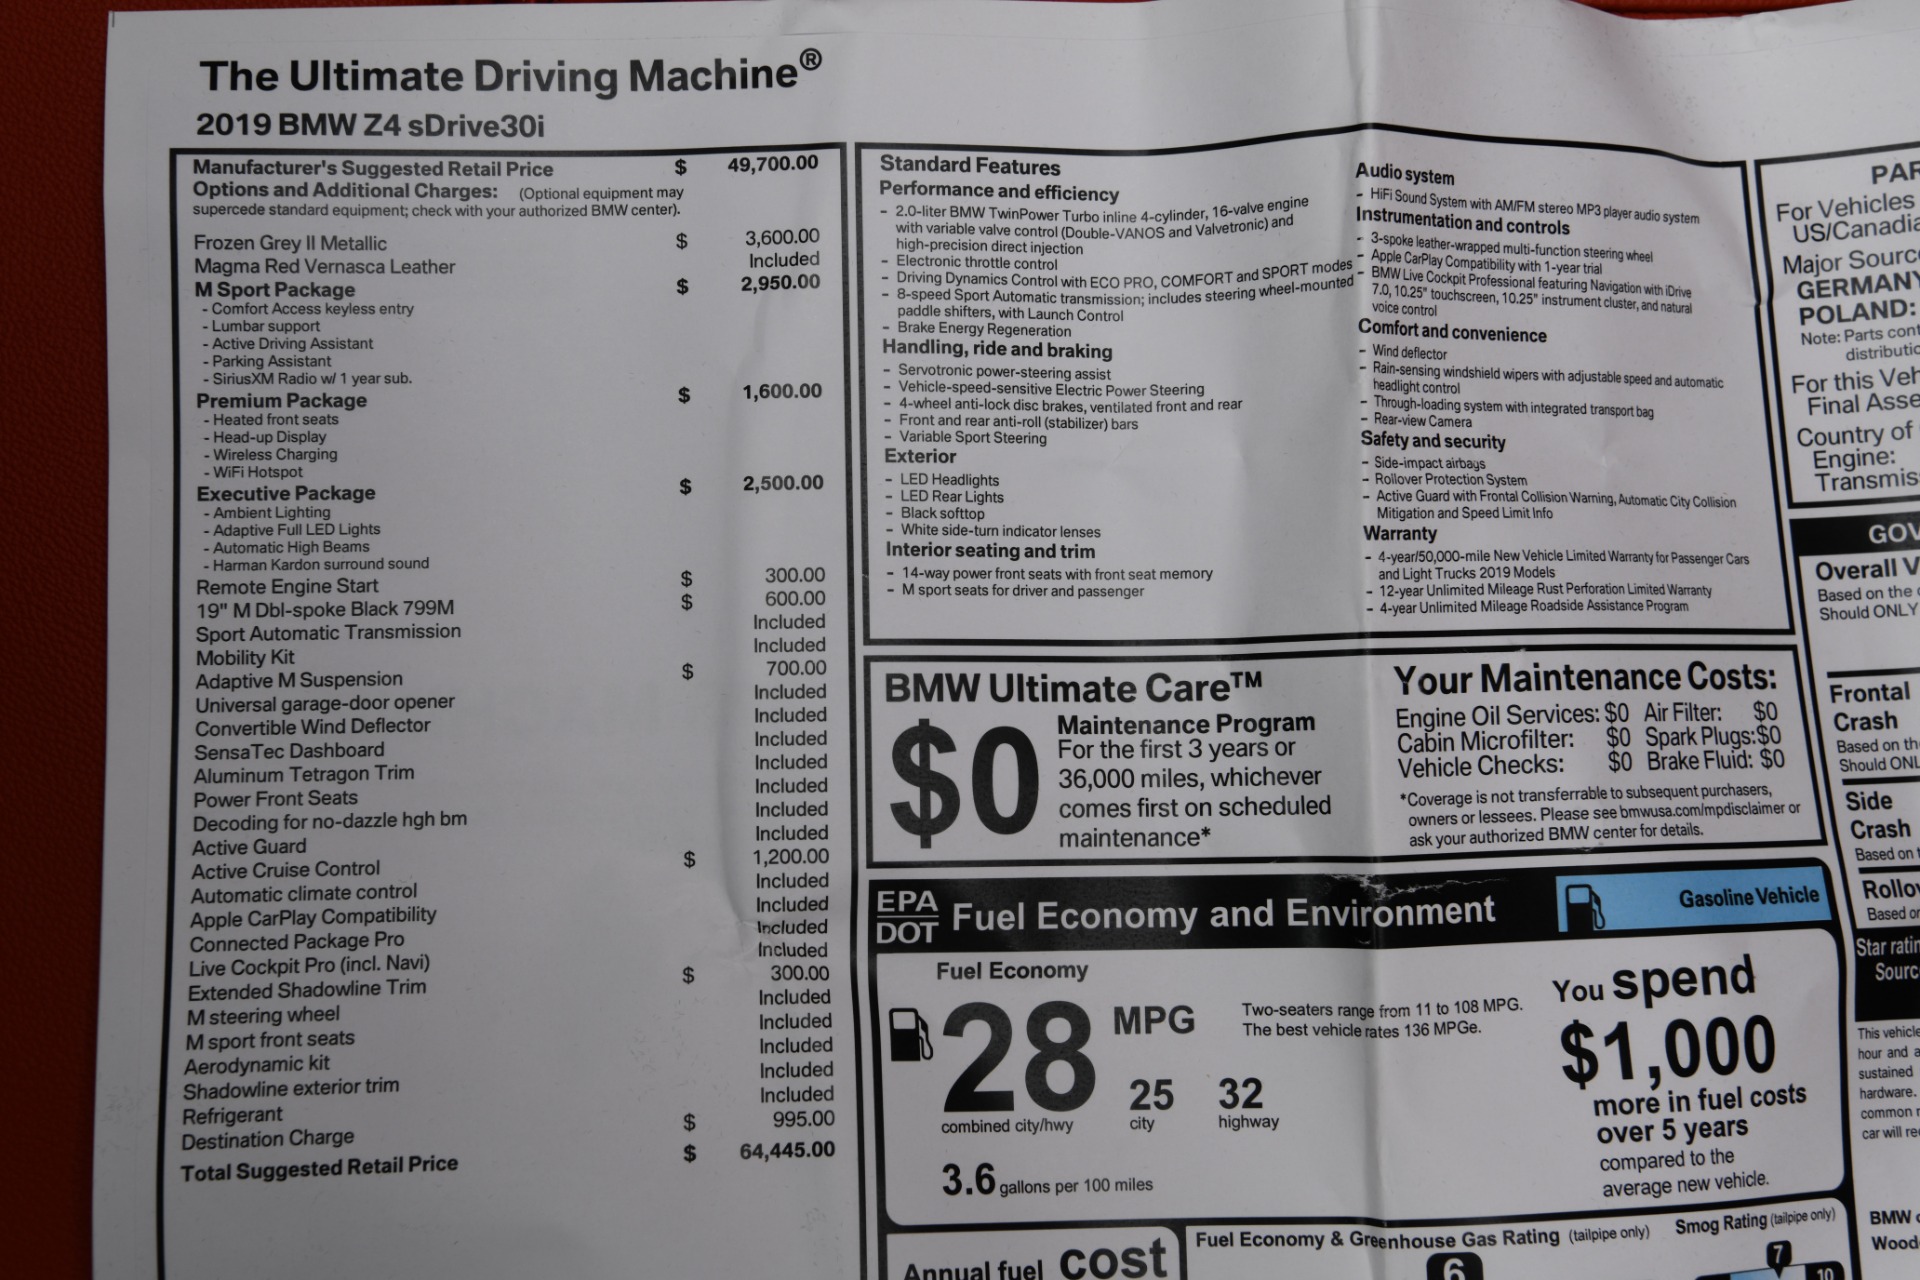 The Ultimate Driving Machine®
2019 BMW Z4 sDrive30i
Manufacturer's Suggested Retail Price $ 49,700.00
Options and Additional Charges: (Optional equipment may
supercede standard equipment; check with your authorized BMW center).
Frozen Grey II Metallic $ 3,600.00
Magma Red Vernasca Leather Included
M Sport Package $ 2,950.00
- Comfort Access keyless entry
- Lumbar support
- Active Driving Assistant
- Parking Assistant
- SiriusXM Radio w/ 1 year sub.
Premium Package $ 1,600.00
- Heated front seats
- Head-up Display
- Wireless Charging
- WiFi Hotspot
Executive Package $ 2,500.00
- Ambient Lighting
- Adaptive Full LED Lights
- Automatic High Beams
- Harman Kardon surround sound
Remote Engine Start $ 300.00
19" M Dbl-spoke Black 799M $ 600.00
Sport Automatic Transmission Included
Mobility Kit Included
Adaptive M Suspension $ 700.00
Universal garage-door opener Included
Convertible Wind Deflector Included
SensaTec Dashboard Included
Aluminum Tetragon Trim Included
Power Front Seats Included
Decoding for no-dazzle hgh bm Included
Active Guard Included
Active Cruise Control $ 1,200.00
Automatic climate control Included
Apple CarPlay Compatibility Included
Connected Package Pro Included
Live Cockpit Pro (incl. Navi) Included
Extended Shadowline Trim $ 300.00
M steering wheel Included
M sport front seats Included
Aerodynamic kit Included
Shadowline exterior trim Included
Refrigerant Included
Destination Charge $ 995.00
Total Suggested Retail Price $ 64,445.00
Standard Features
Performance and efficiency
- 2.0-liter BMW TwinPower Turbo inline 4-cylinder, 16-valve engine
with variable valve control (Double-VANOS and Valvetronic) and
high-precision direct injection
- Electronic throttle control
- Driving Dynamics Control with ECO PRO, COMFORT and SPORT modes
- 8-speed Sport Automatic transmission; includes steering wheel-mounted
paddle shifters, with Launch Control
- Brake Energy Regeneration
Handling, ride and braking
- Servotronic power-steering assist
- Vehicle-speed-sensitive Electric Power Steering
- 4-wheel anti-lock disc brakes, ventilated front and rear
- Front and rear anti-roll (stabilizer) bars
- Variable Sport Steering
Exterior
- LED Headlights
- LED Rear Lights
- Black softtop
- White side-turn indicator lenses
Interior seating and trim
- 14-way power front seats with front seat memory
- M sport seats for driver and passenger
Audio system
- HiFi Sound System with AM/FM stereo MP3 player audio system
Instrumentation and controls
- 3-spoke leather-wrapped multi-function steering wheel
- Apple CarPlay Compatibility with 1-year trial
- BMW Live Cockpit Professional featuring Navigation with iDrive
7.0, 10.25" touchscreen, 10.25" instrument cluster, and natural
voice control
Comfort and convenience
- Wind deflector
- Rain-sensing windshield wipers with adjustable speed and automatic
headlight control
- Through-loading system with integrated transport bag
- Rear-view Camera
Safety and security
- Side-impact airbags
- Rollover Protection System
- Active Guard with Frontal Collision Warning, Automatic City Collision
Mitigation and Speed Limit Info
Warranty
- 4-year/50,000-mile New Vehicle Limited Warranty for Passenger Cars
and Light Trucks 2019 Models
- 12-year Unlimited Mileage Rust Perforation Limited Warranty
- 4-year Unlimited Mileage Roadside Assistance Program
BMW Ultimate Care™
$0
Maintenance Program
For the first 3 years or
36,000 miles, whichever
comes first on scheduled
maintenance*
Your Maintenance Costs:
Engine Oil Services: $0 Air Filter: $0
Cabin Microfilter: $0 Spark Plugs: $0
Vehicle Checks: $0 Brake Fluid: $0
*Coverage is not transferrable to subsequent purchasers,
owners or lessees. Please see bmwusa.com/mpdisclaimer or
ask your authorized BMW center for details.
EPA
DOT
Fuel Economy and Environment
Gasoline Vehicle
Fuel Economy
28 MPG
combined city/hwy
25
city
32
highway
3.6 gallons per 100 miles
Two-seaters range from 11 to 108 MPG.
The best vehicle rates 136 MPGe.
You spend
$1,000
more in fuel costs
over 5 years
compared to the
average new vehicle.
Annual fuel cost
Fuel Economy & Greenhouse Gas Rating (tailpipe only)
6
Smog Rating (tailpipe only)
7
10
For Vehicles
Major
GERMANY
POLAND:
Note: Parts
For this
Final
Country of
Engine:
Overall
Based on the
Should ONLY
Frontal
Crash
Based on
Should
Side
Crash
Based on
Based
Star
This
hour and
sustained
hardware.
common
car will
BMW